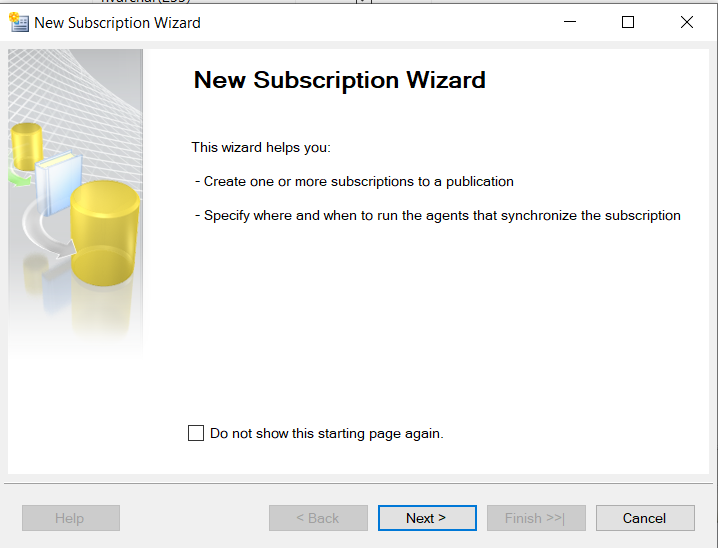 New Subscription Wizard
New Subscription Wizard
This wizard helps you:
- Create one or more subscriptions to a publication
- Specify where and when to run the agents that synchronize the subscription
Do not show this starting page again.
Help
< Back
Next >
Finish >>|
Cancel